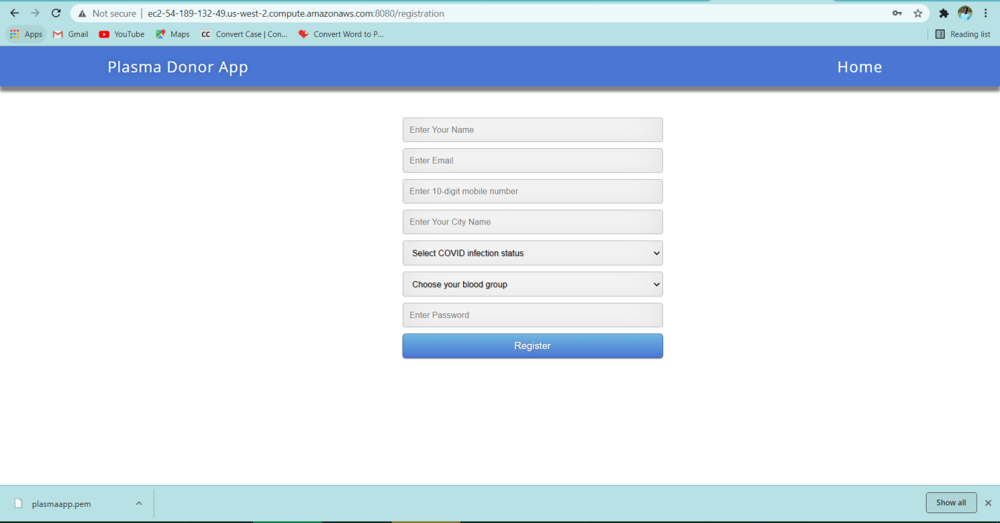 Not secure | ec2-54-189-132-49.us-west-2.compute.amazonaws.com:8080/registration
Apps Gmail YouTube Maps CC Convert Case | Con... Convert Word to P... Reading list
Plasma Donor App Home
Enter Your Name
Enter Email
Enter 10-digit mobile number
Enter Your City Name
Select COVID infection status
Choose your blood group
Enter Password
Register
plasmaapp.pem Show all